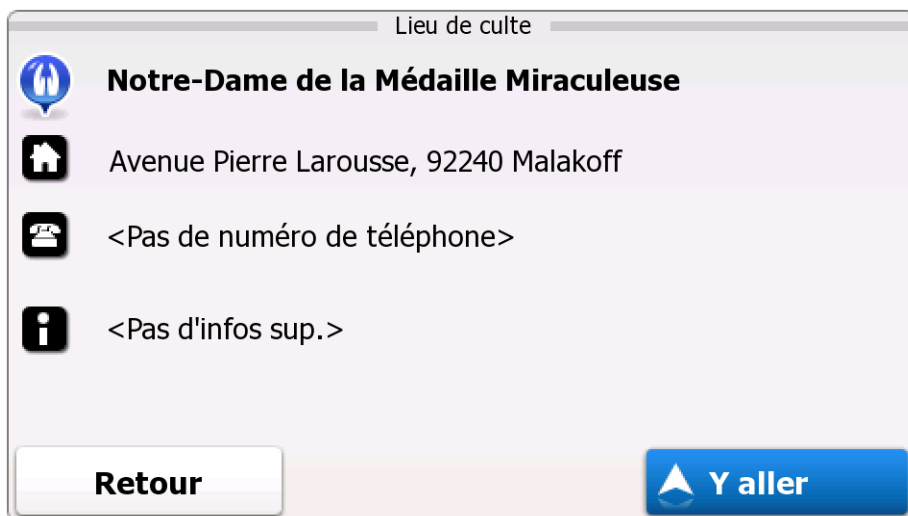 Lieu de culte
Notre-Dame de la Médaille Miraculeuse
Avenue Pierre Larousse, 92240 Malakoff
<Pas de numéro de téléphone>
<Pas d'infos sup.>
Retour
Y aller